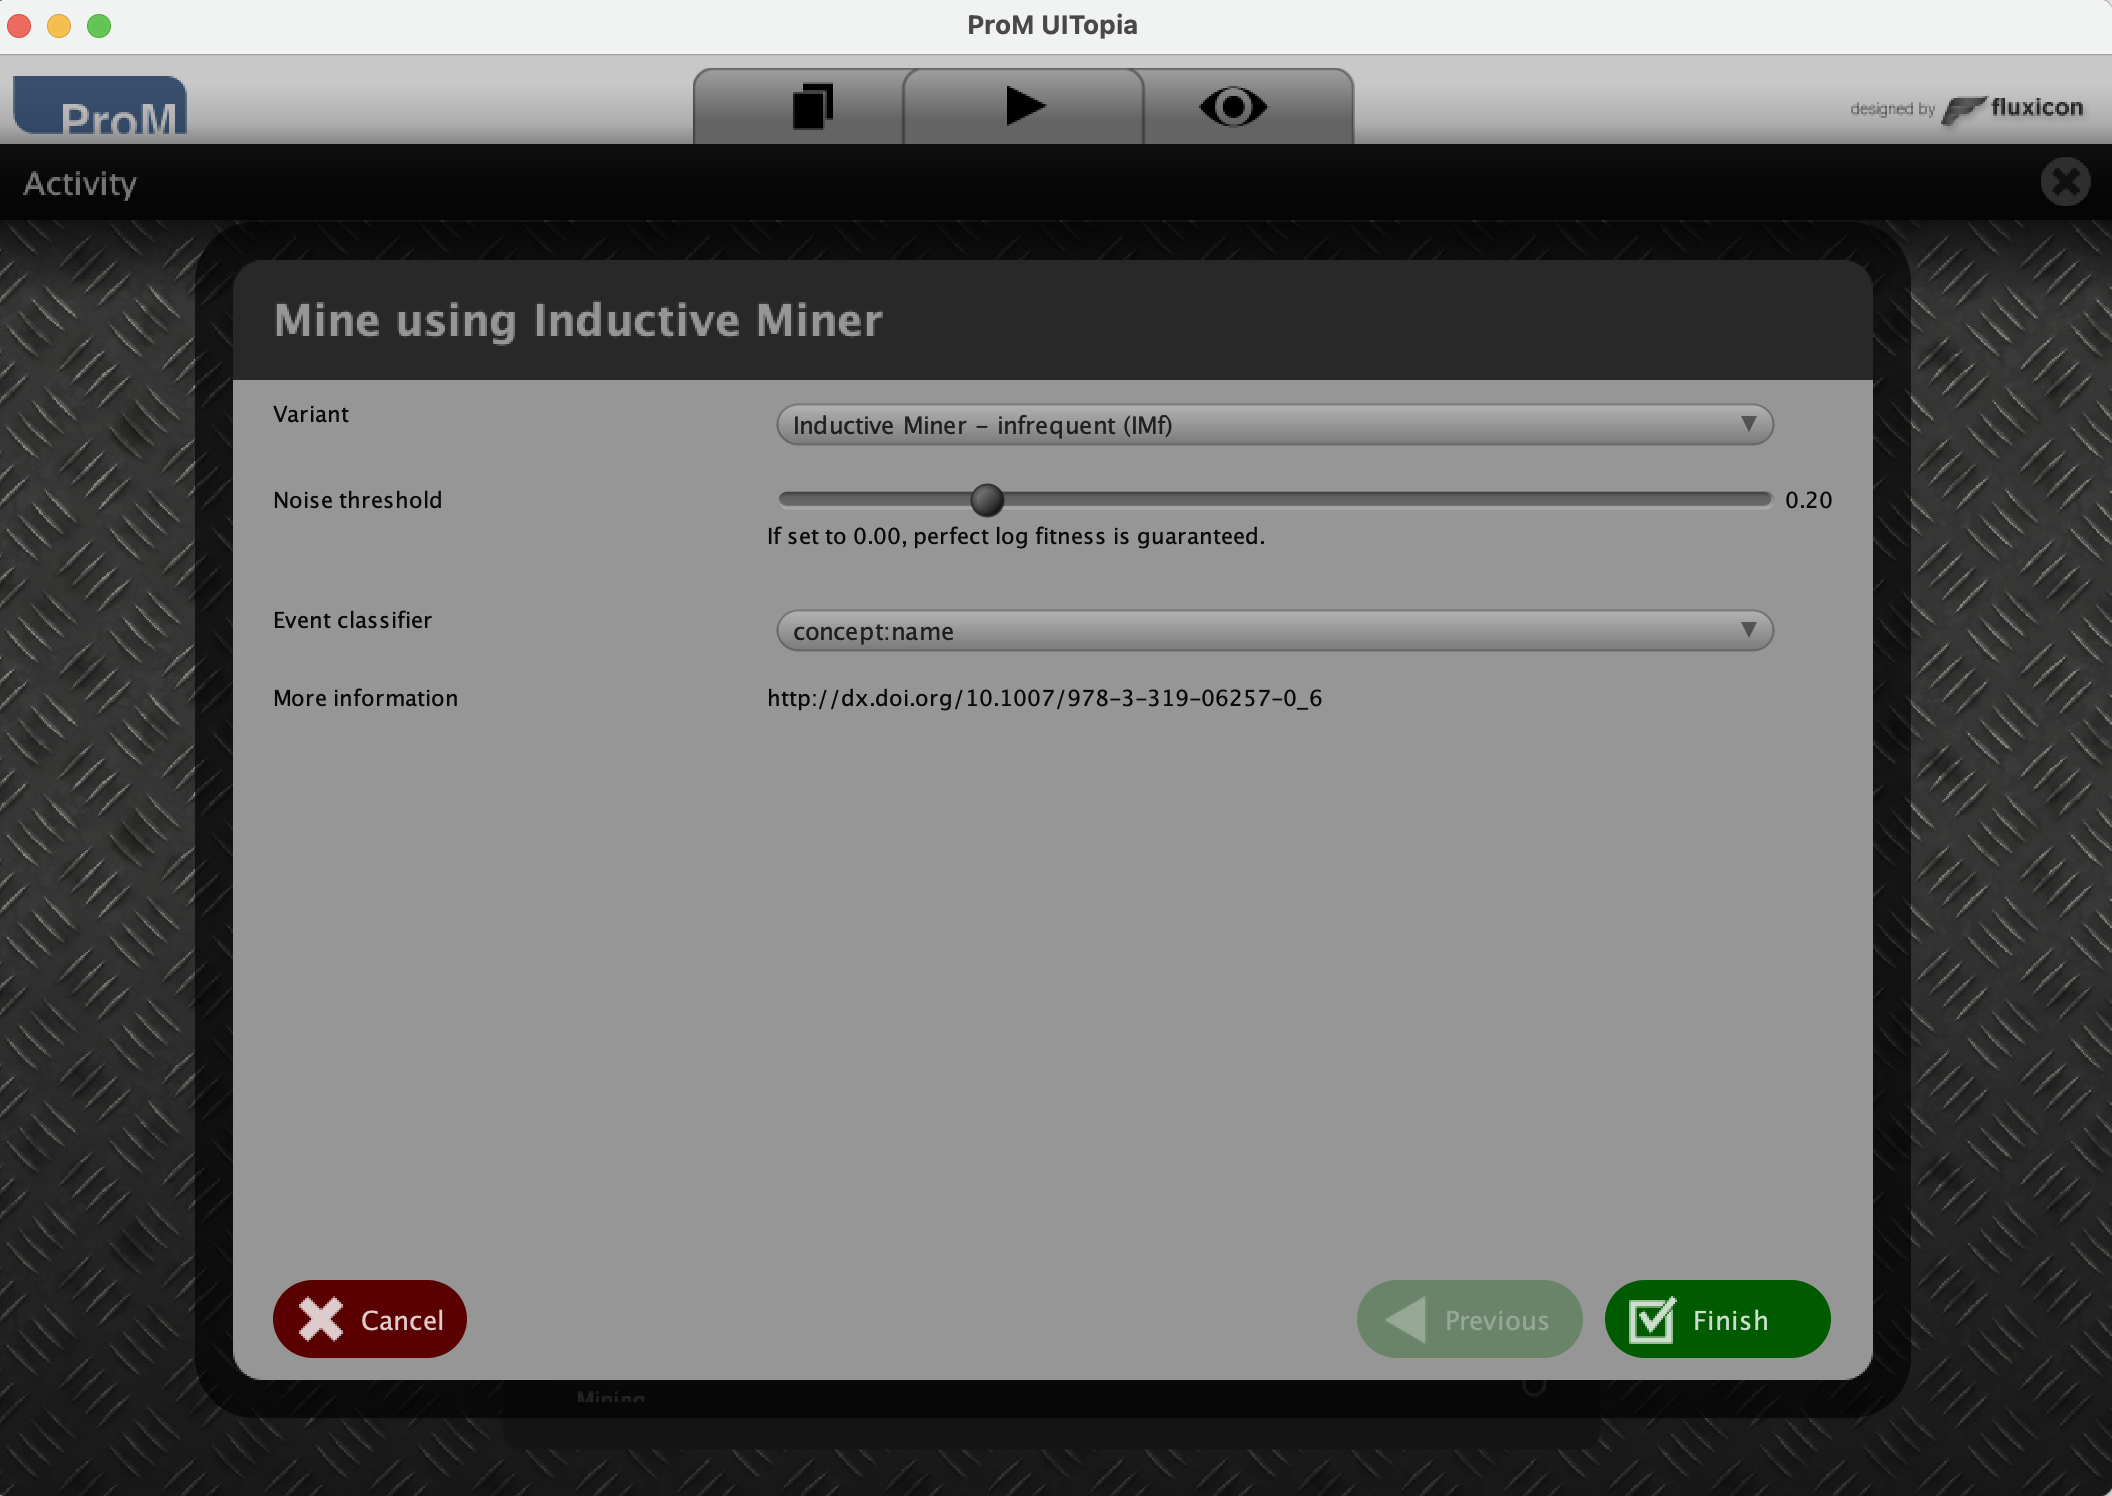 ProM UITopia
ProM
designed by fluxicon
Activity
Mine using Inductive Miner
Variant
Inductive Miner – infrequent (IMf)
Noise threshold
0.20
If set to 0.00, perfect log fitness is guaranteed.
Event classifier
concept:name
More information
http://dx.doi.org/10.1007/978-3-319-06257-0_6
Cancel
Previous
Finish
Mining